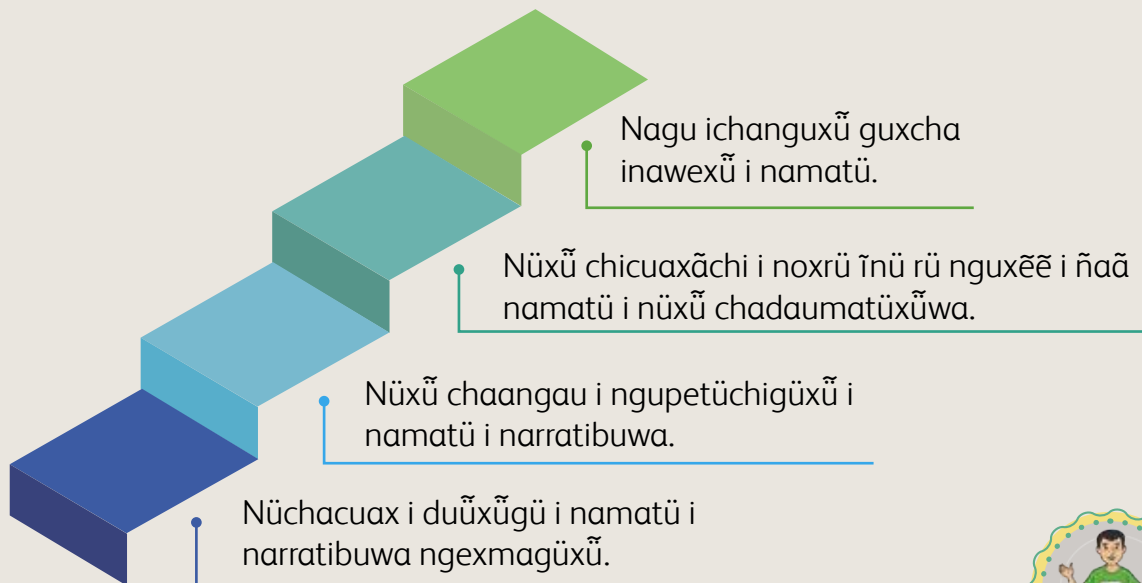 Nagu ichanguxü̃ guxcha
inawexü̃ i namatü.
Nüxü̃ chicuaxãchi i noxrü ĩnü rü nguxẽẽ i ñaã
namatü i nüxü̃ chadaumatüxü̃wa.
Nüxü̃ chaangau i ngupetüchigüxü̃ i
namatü i narratibuwa.
Nüchacuax i duü̃xü̃gü i namatü i
narratibuwa ngexmagüxü̃.